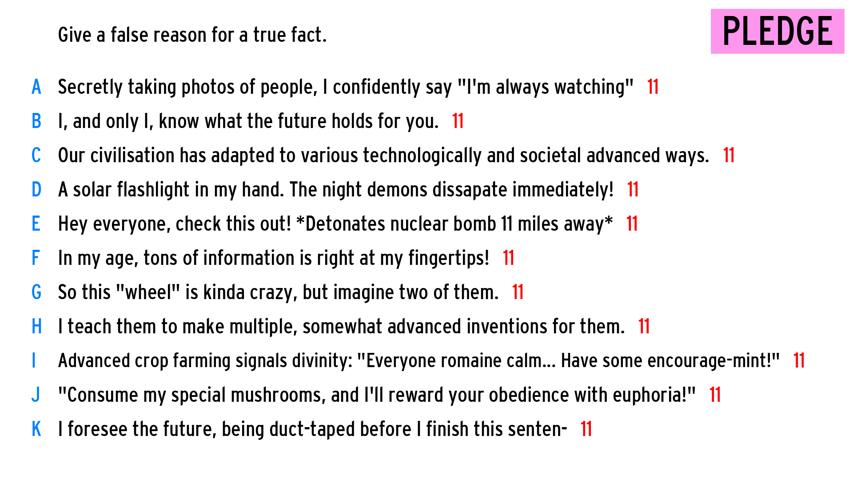 Give a false reason for a true fact.
PLEDGE
A Secretly taking photos of people, I confidently say "I'm always watching" 11
B I, and only I, know what the future holds for you. 11
C Our civilisation has adapted to various technologically and societal advanced ways. 11
D A solar flashlight in my hand. The night demons dissapate immediately! 11
E Hey everyone, check this out! *Detonates nuclear bomb 11 miles away* 11
F In my age, tons of information is right at my fingertips! 11
G So this "wheel" is kinda crazy, but imagine two of them. 11
H I teach them to make multiple, somewhat advanced inventions for them. 11
I Advanced crop farming signals divinity: "Everyone romaine calm... Have some encourage-mint!" 11
J "Consume my special mushrooms, and I'll reward your obedience with euphoria!" 11
K I foresee the future, being duct-taped before I finish this senten- 11